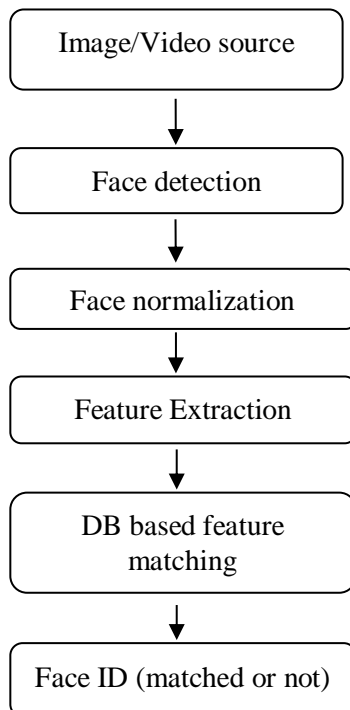 Image/Video source
Face detection
Face normalization
Feature Extraction
DB based feature
matching
Face ID (matched or not)